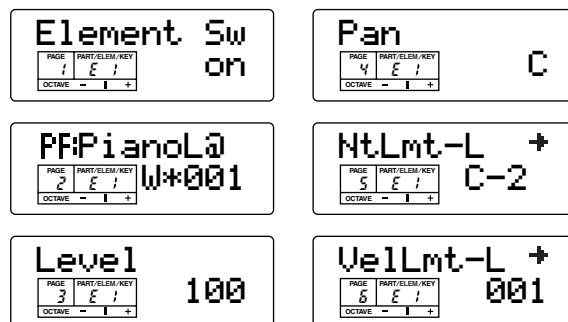 Element Sw
PAGE PART/ELEM/KEY
1 E 1 on
OCTAVE – +
PF:PianoL@
PAGE PART/ELEM/KEY
2 E 1 W*001
OCTAVE – +
Level
PAGE PART/ELEM/KEY
3 E 1 100
OCTAVE – +
Pan
PAGE PART/ELEM/KEY
4 E 1 C
OCTAVE – +
NtLmt-L →
PAGE PART/ELEM/KEY
5 E 1 C-2
OCTAVE – +
VelLmt-L →
PAGE PART/ELEM/KEY
6 E 1 001
OCTAVE – +